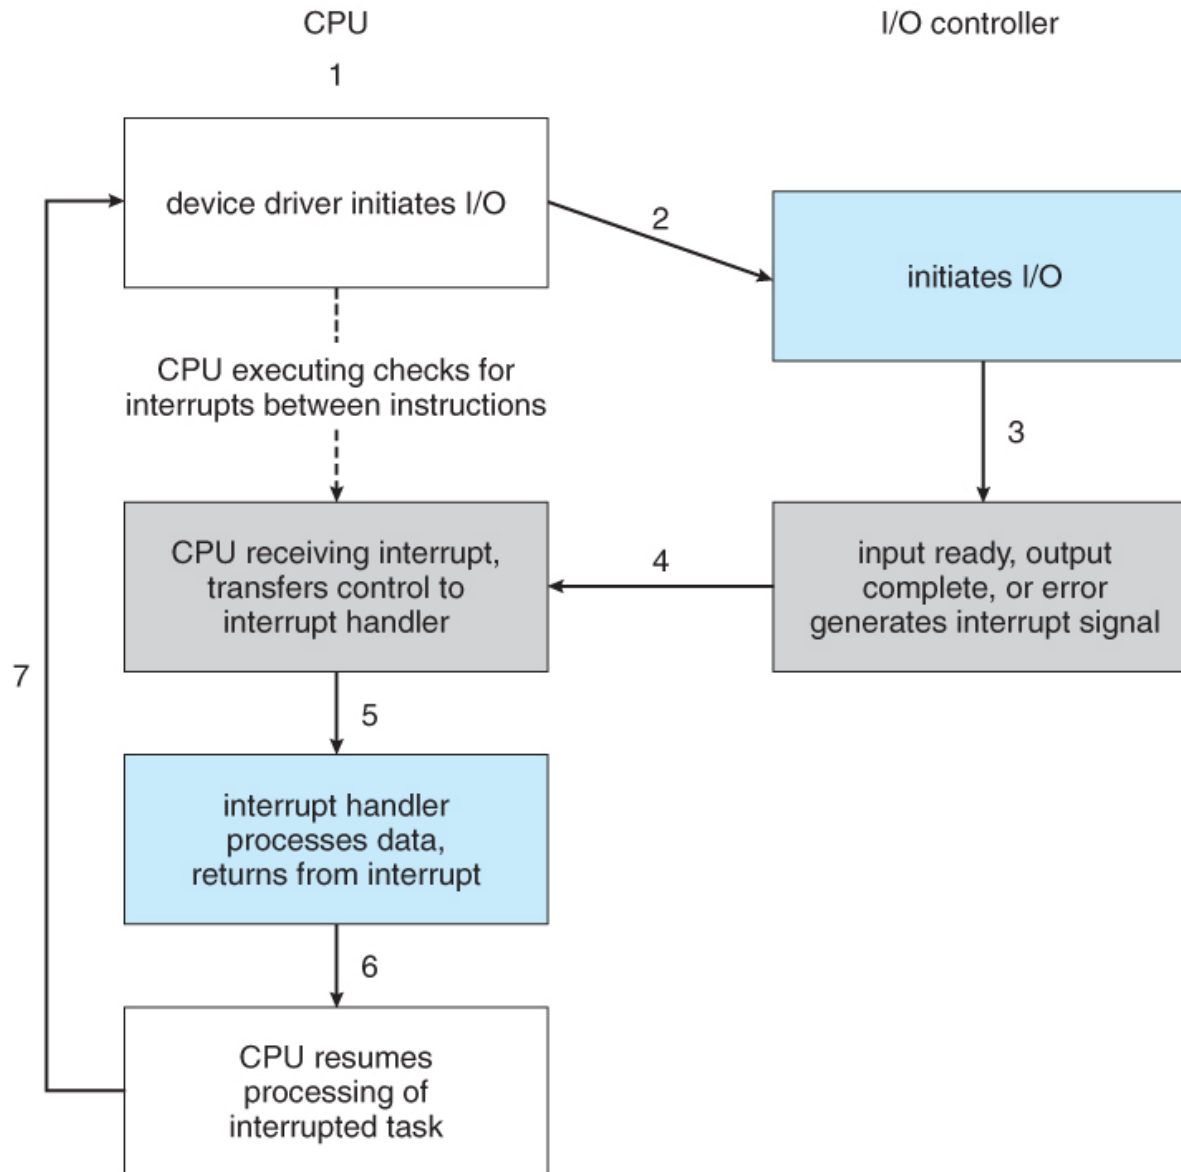 CPU
I/O controller
1
device driver initiates I/O
2
initiates I/O
CPU executing checks for
interrupts between instructions
3
CPU receiving interrupt,
transfers control to
interrupt handler
4
input ready, output
complete, or error
generates interrupt signal
7
5
interrupt handler
processes data,
returns from interrupt
6
CPU resumes
processing of
interrupted task